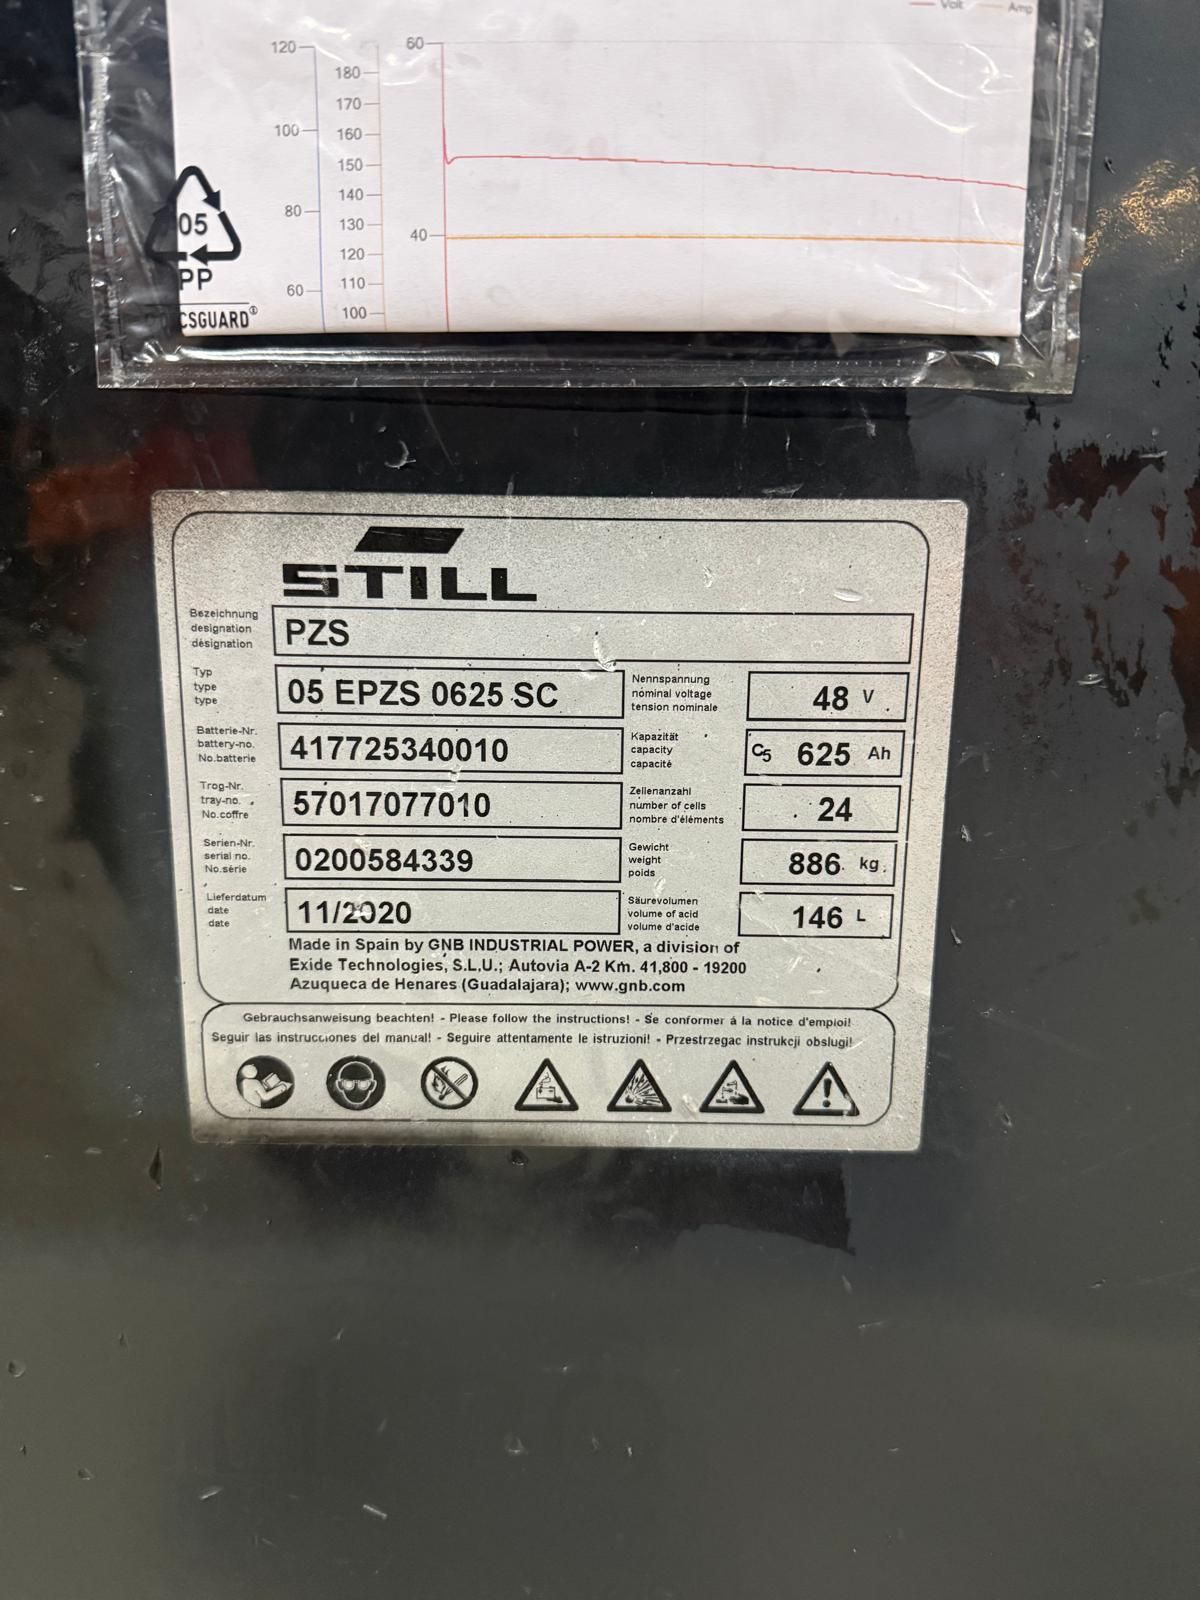 Volt Amp
120 180 60
170
100 160
150
140
80 130 40
120
60 110
100
05
PP
CSGUARD®
STILL
Bezeichnung
designation
désignation
PZS
Typ
type
type
05 EPZS 0625 SC
Nennspannung
nominal voltage
tension nominale
48 V
Batterie-Nr.
battery-no.
No.batterie
417725340010
Kapazität
capacity
capacité
C5 625 Ah
Trog-Nr.
tray-no.
No.coffre
57017077010
Zellenanzahl
number of cells
nombre d'éléments
24
Serien-Nr.
serial no.
No.série
0200584339
Gewicht
weight
poids
886 kg
Lieferdatum
date
date
11/2020
Säurevolumen
volume of acid
volume d'acide
146 L
Made in Spain by GNB INDUSTRIAL POWER, a division of
Exide Technologies, S.L.U.; Autovia A-2 Km. 41,800 - 19200
Azuqueca de Henares (Guadalajara); www.gnb.com
Gebrauchsanweisung beachten! - Please follow the instructions! - Se conformer á la notice d'emploi!
Seguir las instrucciones del manual! - Seguire attentamente le istruzioni! - Przestrzegac instrukcji obslugi!